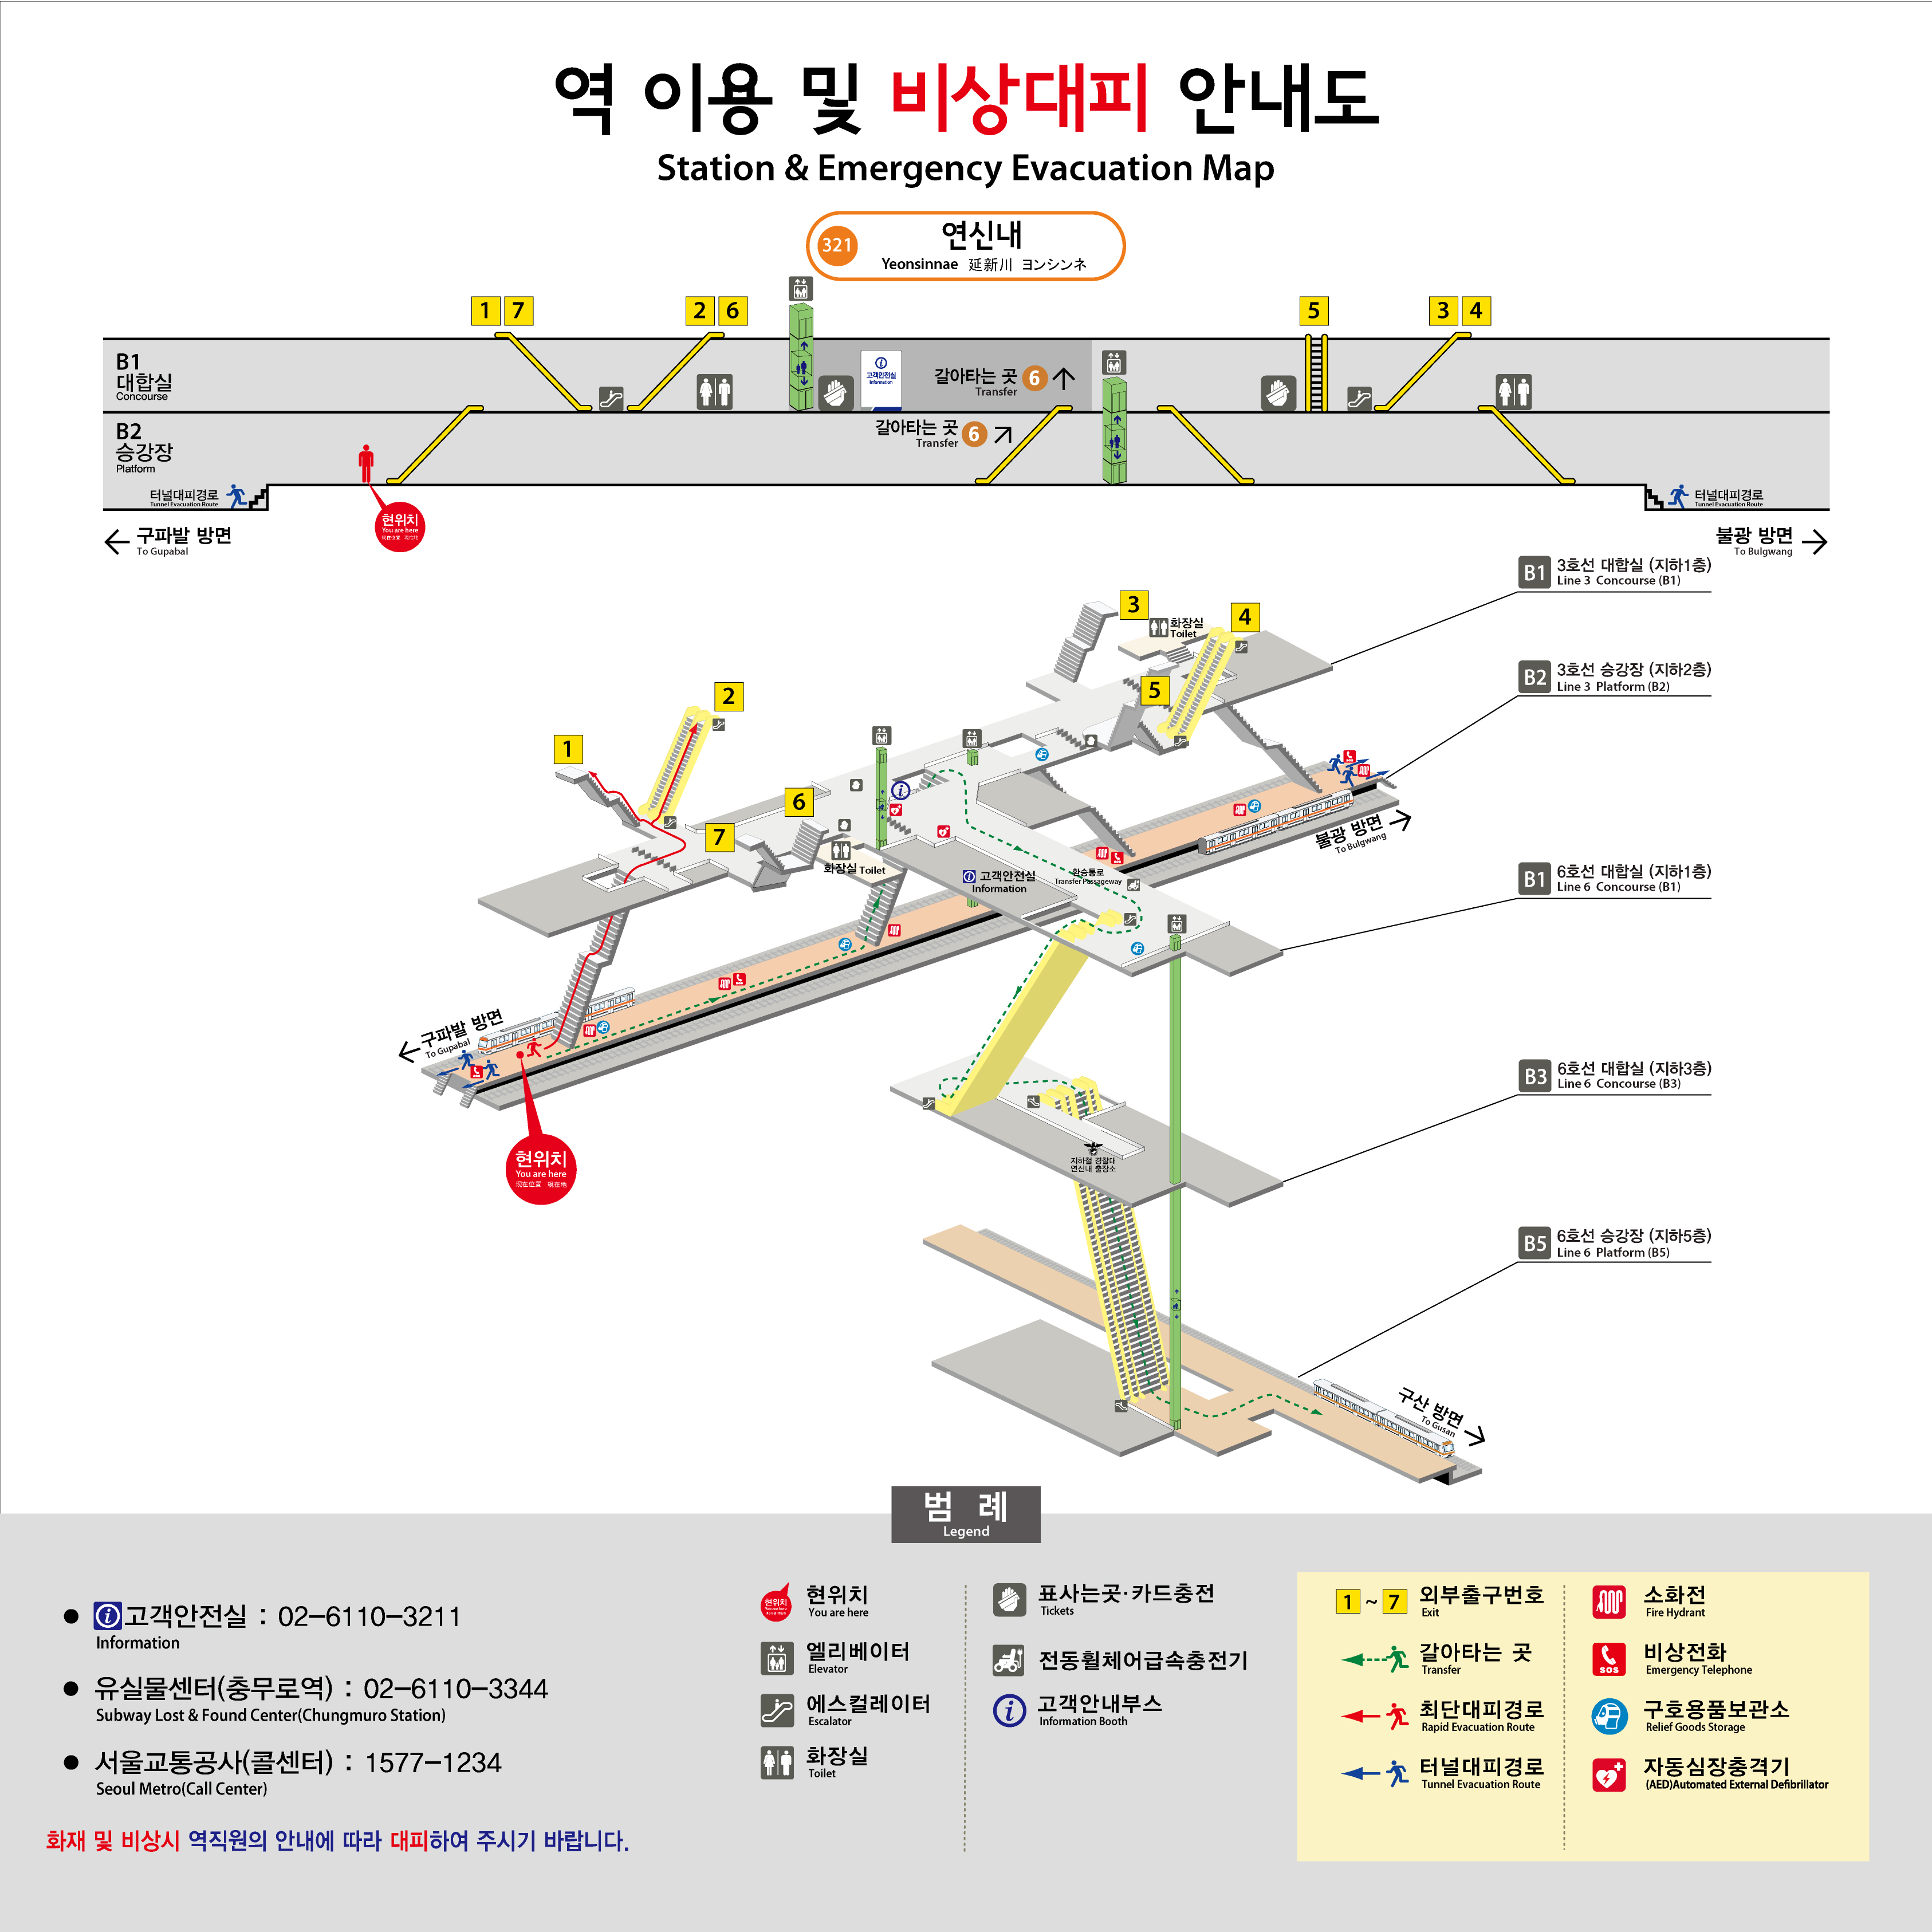 역 이용 및 비상대피 안내도
Station & Emergency Evacuation Map
321 연신내
Yeonsinnae 延新川 ヨンシンネ
1 7
2 6
5
3 4
B1
대합실
Concourse
고객안전실
Information
갈아타는 곳 6
Transfer
B2
승강장
Platform
갈아타는 곳 6
Transfer
터널대피경로
Tunnel Evacuation Route
현위치
You are here
现在位置 現在地
터널대피경로
Tunnel Evacuation Route
구파발 방면
To Gupabal
불광 방면
To Bulgwang
B1 3호선 대합실 (지하1층)
Line 3 Concourse (B1)
B2 3호선 승강장 (지하2층)
Line 3 Platform (B2)
B1 6호선 대합실 (지하1층)
Line 6 Concourse (B1)
B3 6호선 대합실 (지하3층)
Line 6 Concourse (B3)
B5 6호선 승강장 (지하5층)
Line 6 Platform (B5)
3
화장실
Toilet
4
5
2
1
6
7
화장실 Toilet
고객안전실
Information
환승통로
Transfer Passageway
불광 방면
To Bulgwang
구파발 방면
To Gupabal
현위치
You are here
现在位置 現在地
지하철 경찰대
연신내 출장소
구산 방면
To Gusan
범 례
Legend
고객안전실 : 02-6110-3211
Information
유실물센터(충무로역) : 02-6110-3344
Subway Lost & Found Center(Chungmuro Station)
서울교통공사(콜센터) : 1577-1234
Seoul Metro(Call Center)
화재 및 비상시 역직원의 안내에 따라 대피하여 주시기 바랍니다.
현위치
You are here
엘리베이터
Elevator
에스컬레이터
Escalator
화장실
Toilet
표사는곳·카드충전
Tickets
전동휠체어급속충전기
고객안내부스
Information Booth
1 ~ 7 외부출구번호
Exit
갈아타는 곳
Transfer
최단대피경로
Rapid Evacuation Route
터널대피경로
Tunnel Evacuation Route
소화전
Fire Hydrant
SOS
비상전화
Emergency Telephone
구호용품보관소
Relief Goods Storage
자동심장충격기
(AED)Automated External Defibrillator